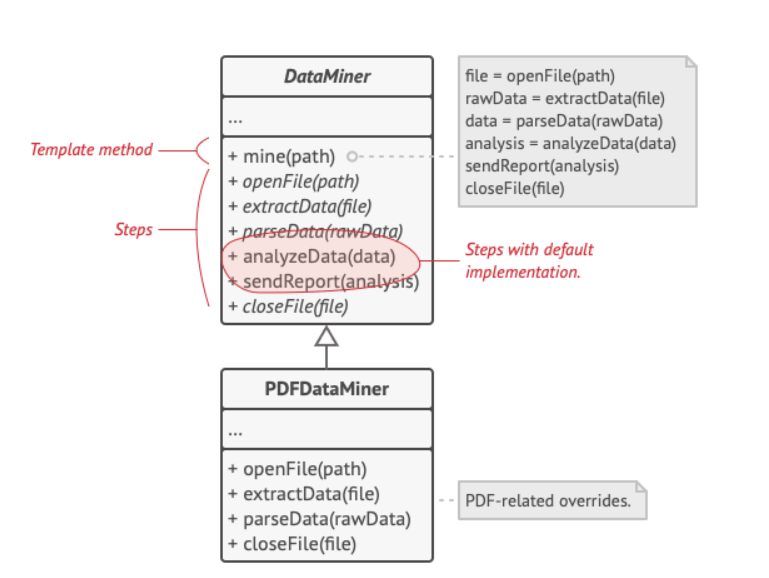 DataMiner
...
Template method
+ mine(path)
+ openFile(path)
+ extractData(file)
+ parseData(rawData)
+ analyzeData(data)
+ sendReport(analysis)
+ closeFile(file)
Steps
file = openFile(path)
rawData = extractData(file)
data = parseData(rawData)
analysis = analyzeData(data)
sendReport(analysis)
closeFile(file)
Steps with default
implementation.
PDFDataMiner
...
+ openFile(path)
+ extractData(file)
+ parseData(rawData)
+ closeFile(file)
PDF-related overrides.